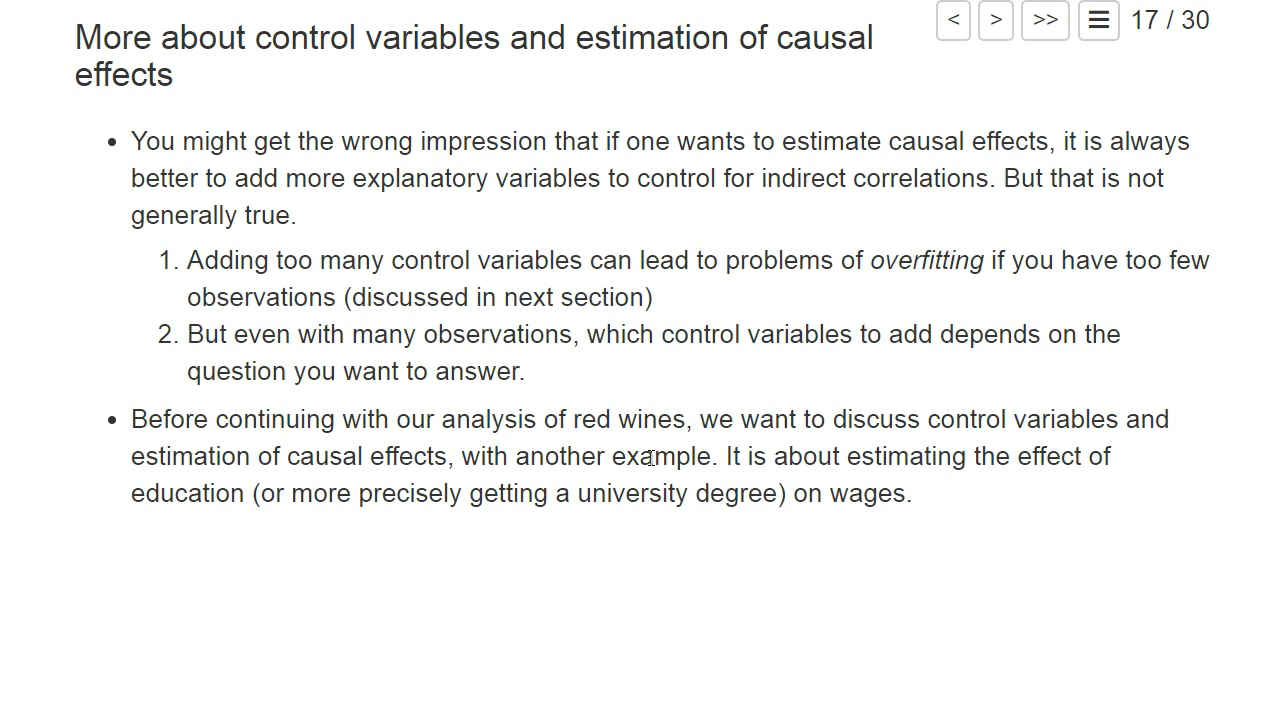 More about control variables and estimation of causal
effects
< > >> ☰ 17 / 30
• You might get the wrong impression that if one wants to estimate causal effects, it is always
better to add more explanatory variables to control for indirect correlations. But that is not
generally true.
1. Adding too many control variables can lead to problems of overfitting if you have too few
observations (discussed in next section)
2. But even with many observations, which control variables to add depends on the
question you want to answer.
• Before continuing with our analysis of red wines, we want to discuss control variables and
estimation of causal effects, with another example. It is about estimating the effect of
education (or more precisely getting a university degree) on wages.